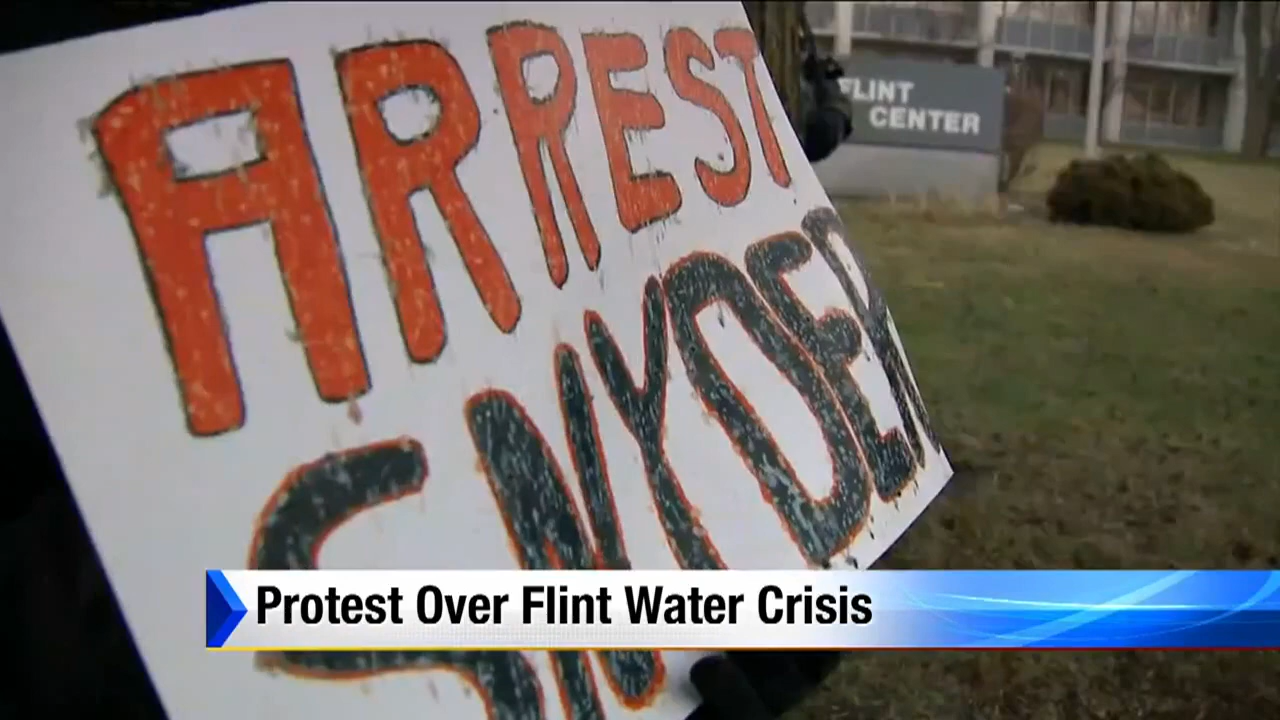 ARREST
SNYDER
FLINT
CENTER
Protest Over Flint Water Crisis